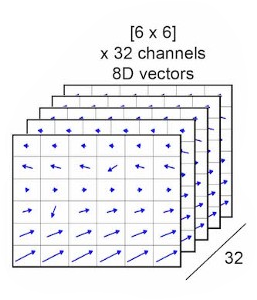 [6 x 6]
x 32 channels
8D vectors
32